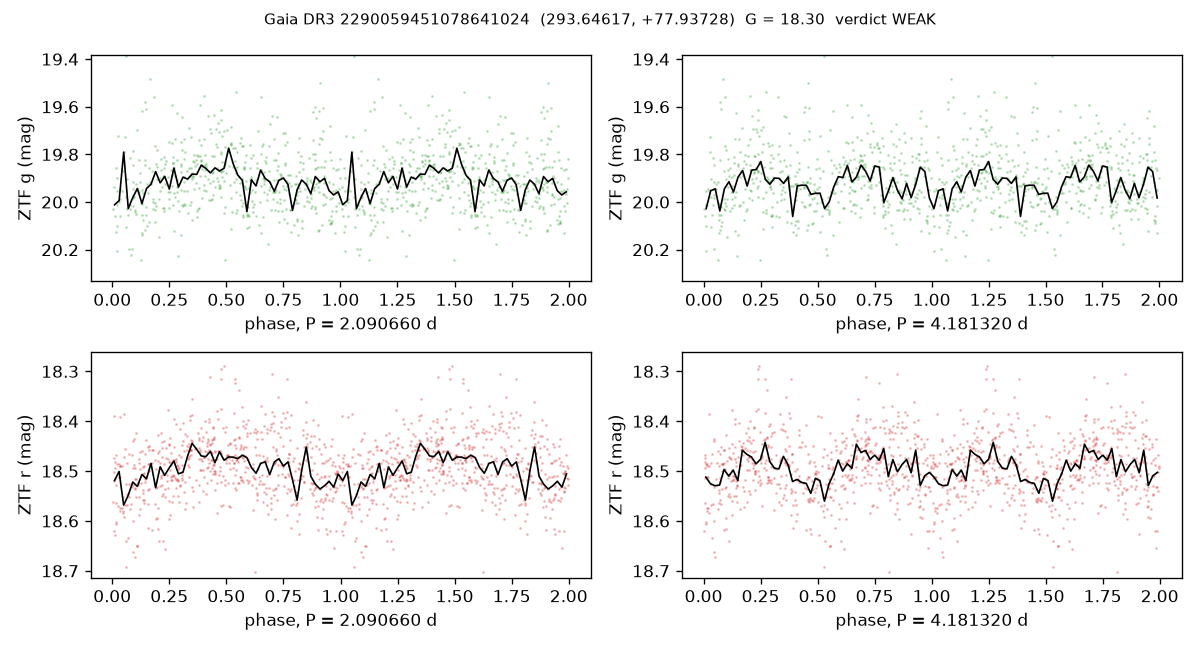 Gaia DR3 2290059451078641024  (293.64617, +77.93728)  G = 18.30  verdict WEAK
19.4
19.6
19.8
20.0
20.2
ZTF g (mag)
0.00 0.25 0.50 0.75 1.00 1.25 1.50 1.75 2.00
phase, P = 2.090660 d
19.4
19.6
19.8
20.0
20.2
ZTF g (mag)
0.00 0.25 0.50 0.75 1.00 1.25 1.50 1.75 2.00
phase, P = 4.181320 d
18.3
18.4
18.5
18.6
18.7
ZTF r (mag)
0.00 0.25 0.50 0.75 1.00 1.25 1.50 1.75 2.00
phase, P = 2.090660 d
18.3
18.4
18.5
18.6
18.7
ZTF r (mag)
0.00 0.25 0.50 0.75 1.00 1.25 1.50 1.75 2.00
phase, P = 4.181320 d